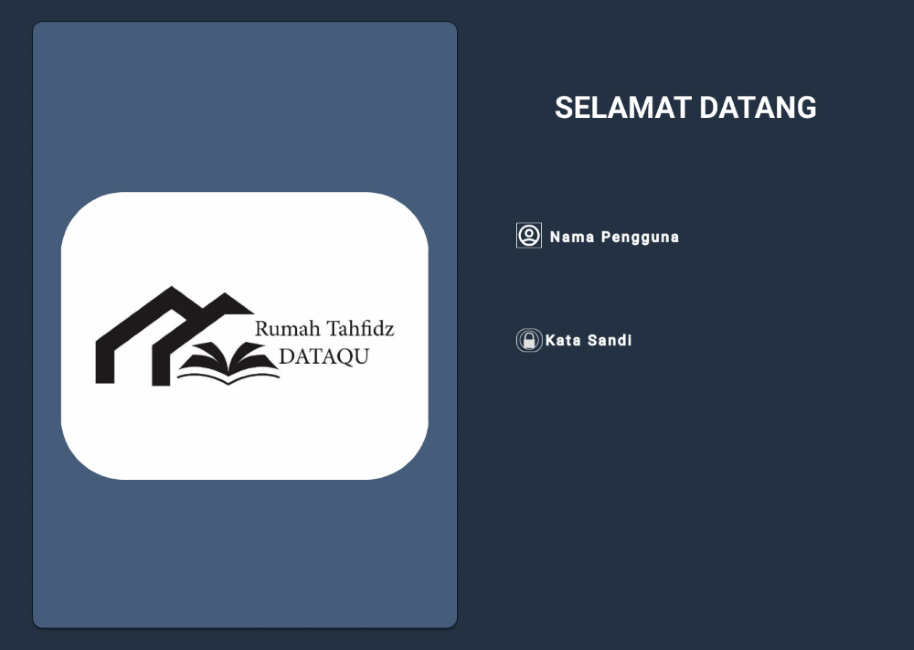 SELAMAT DATANG
Nama Pengguna
Rumah Tahfidz
DATAQU
Kata Sandi